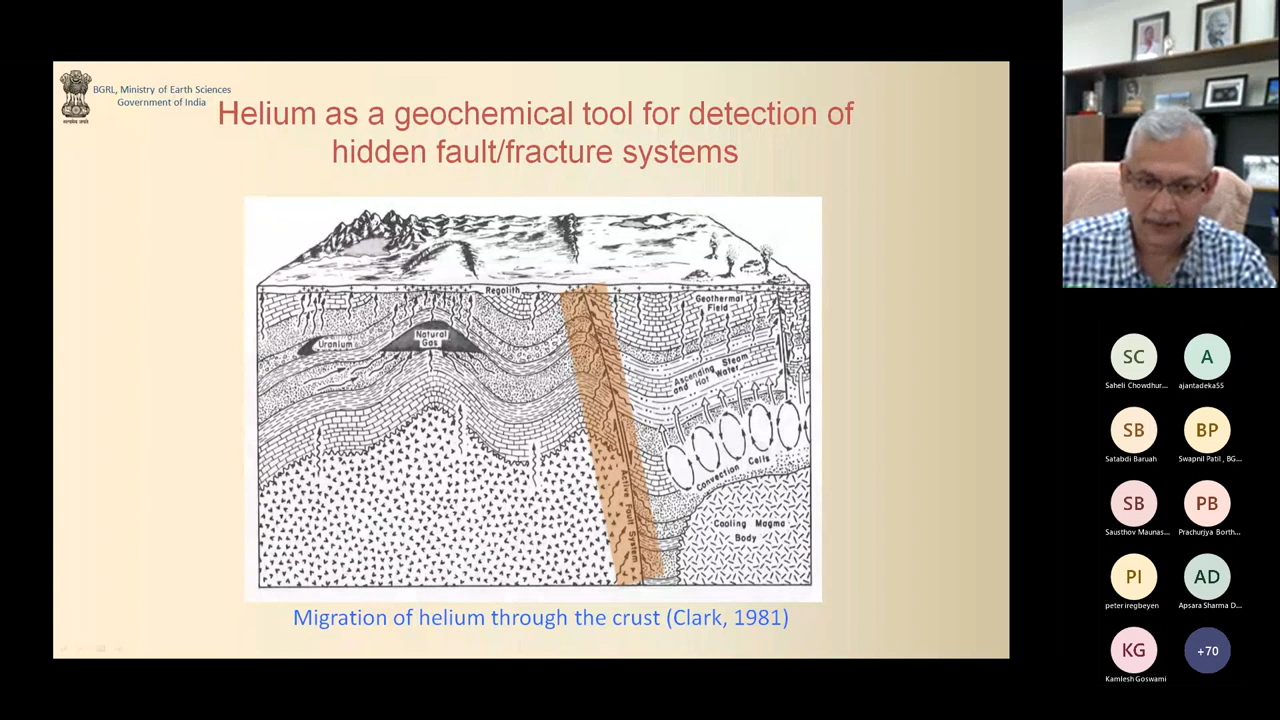 BGRL, Ministry of Earth Sciences
Government of India
सत्यमेव जयते
Helium as a geochemical tool for detection of
hidden fault/fracture systems
Regolith
Geothermal
Field
Uranium
Natural
Gas
Ascending Steam
and Hot Water
Convection Cells
Active Fault System
Cooling Magma
Body
Migration of helium through the crust (Clark, 1981)
SC
A
Saheli Chowdhur...
ajantadeka55
SB
BP
Satabdi Baruah
Swapnil Patil , BG...
SB
PB
Sausthov Maunas...
Prachurjya Borth...
PI
AD
peter iregbeyen
Apsara Sharma D...
KG
+70
Kamlesh Goswami